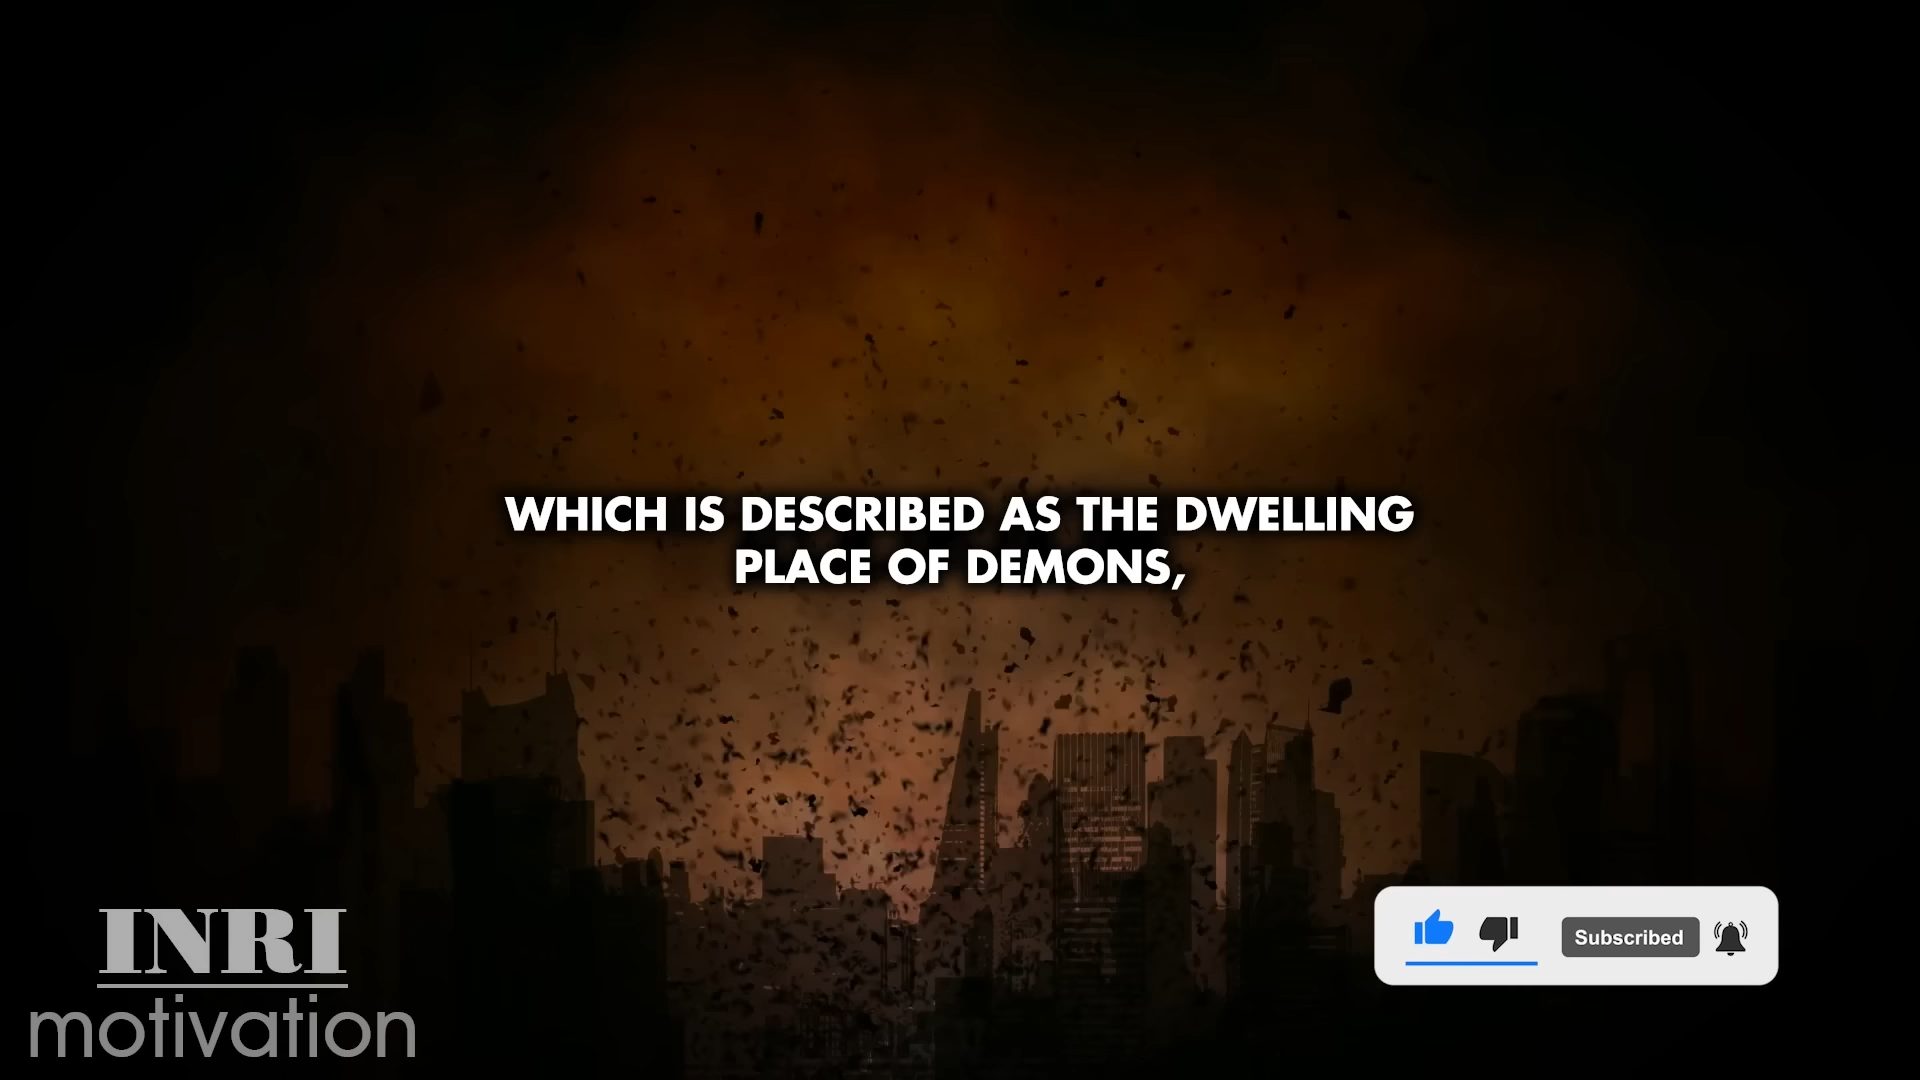 WHICH IS DESCRIBED AS THE DWELLING
PLACE OF DEMONS,
INRI
motivation
Subscribed